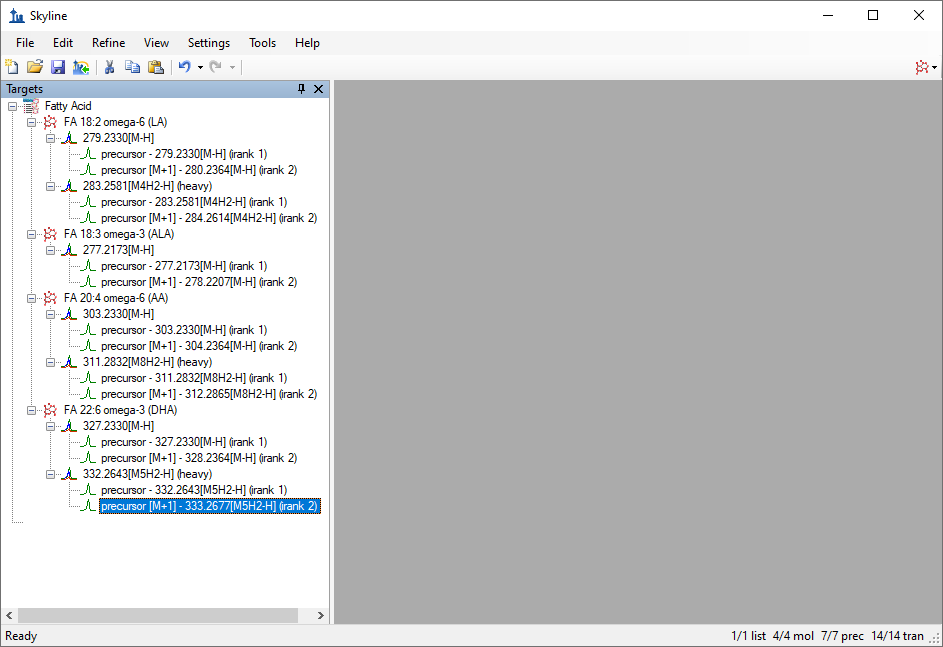 Skyline
File Edit Refine View Settings Tools Help
Targets
Fatty Acid
FA 18:2 omega-6 (LA)
279.2330[M-H]
precursor - 279.2330[M-H] (irank 1)
precursor [M+1] - 280.2364[M-H] (irank 2)
283.2581[M4H2-H] (heavy)
precursor - 283.2581[M4H2-H] (irank 1)
precursor [M+1] - 284.2614[M4H2-H] (irank 2)
FA 18:3 omega-3 (ALA)
277.2173[M-H]
precursor - 277.2173[M-H] (irank 1)
precursor [M+1] - 278.2207[M-H] (irank 2)
FA 20:4 omega-6 (AA)
303.2330[M-H]
precursor - 303.2330[M-H] (irank 1)
precursor [M+1] - 304.2364[M-H] (irank 2)
311.2832[M8H2-H] (heavy)
precursor - 311.2832[M8H2-H] (irank 1)
precursor [M+1] - 312.2865[M8H2-H] (irank 2)
FA 22:6 omega-3 (DHA)
327.2330[M-H]
precursor - 327.2330[M-H] (irank 1)
precursor [M+1] - 328.2364[M-H] (irank 2)
332.2643[M5H2-H] (heavy)
precursor - 332.2643[M5H2-H] (irank 1)
precursor [M+1] - 333.2677[M5H2-H] (irank 2)
Ready 1/1 list 4/4 mol 7/7 prec 14/14 tran